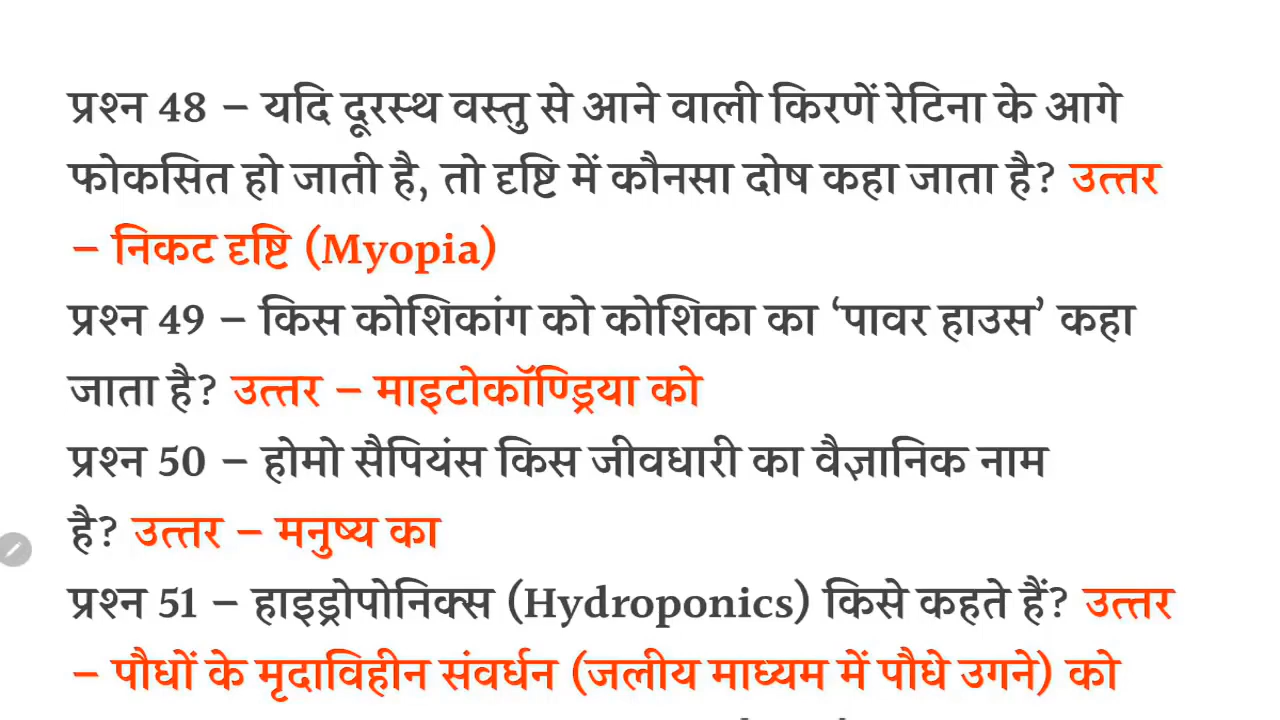 प्रश्न 48 – यदि दूरस्थ वस्तु से आने वाली किरणें रेटिना के आगे
फोकसित हो जाती है, तो दृष्टि में कौनसा दोष कहा जाता है? उत्तर
– निकट दृष्टि (Myopia)
प्रश्न 49 – किस कोशिकांग को कोशिका का ‘पावर हाउस’ कहा
जाता है? उत्तर – माइटोकॉण्ड्रिया को
प्रश्न 50 – होमो सैपियंस किस जीवधारी का वैज्ञानिक नाम
है? उत्तर – मनुष्य का
प्रश्न 51 – हाइड्रोपोनिक्स (Hydroponics) किसे कहते हैं? उत्तर
– पौधों के मृदाविहीन संवर्धन (जलीय माध्यम में पौधे उगने) को